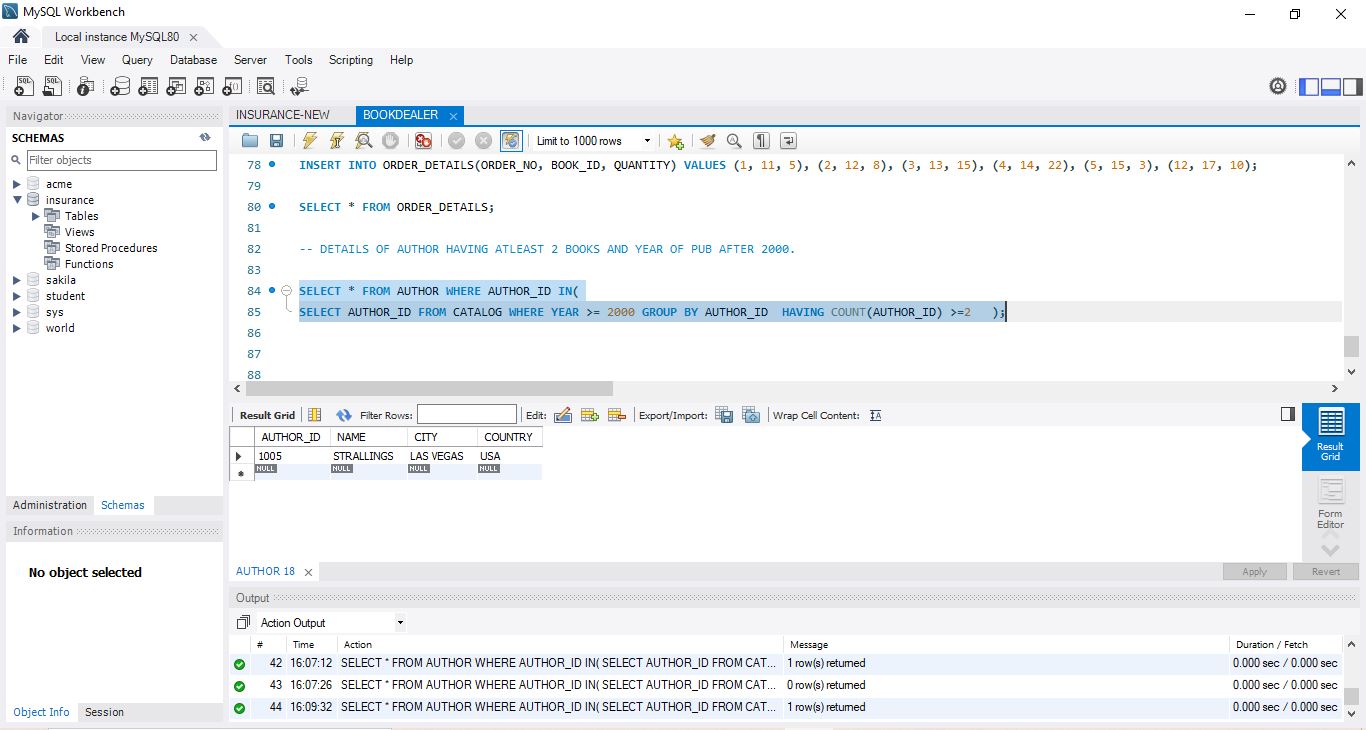 MySQL Workbench
Local instance MySQL80
File Edit View Query Database Server Tools Scripting Help
Navigator
SCHEMAS
Filter objects
acme
insurance
Tables
Views
Stored Procedures
Functions
sakila
student
sys
world
Administration Schemas
Information
No object selected
Object Info Session
INSURANCE-NEW BOOKDEALER
Limit to 1000 rows
78 INSERT INTO ORDER_DETAILS(ORDER_NO, BOOK_ID, QUANTITY) VALUES (1, 11, 5), (2, 12, 8), (3, 13, 15), (4, 14, 22), (5, 15, 3), (12, 17, 10);
79
80 SELECT * FROM ORDER_DETAILS;
81
82 -- DETAILS OF AUTHOR HAVING ATLEAST 2 BOOKS AND YEAR OF PUB AFTER 2000.
83
84 SELECT * FROM AUTHOR WHERE AUTHOR_ID IN(
85 SELECT AUTHOR_ID FROM CATALOG WHERE YEAR >= 2000 GROUP BY AUTHOR_ID  HAVING COUNT(AUTHOR_ID) >=2   );
86
87
88
Result Grid Filter Rows: Edit: Export/Import: Wrap Cell Content:
AUTHOR_ID NAME CITY COUNTRY
1005 STRALLINGS LAS VEGAS USA
NULL NULL NULL NULL
Result
Grid
Form
Editor
AUTHOR 18 Apply Revert
Output
Action Output
# Time Action Message Duration / Fetch
42 16:07:12 SELECT * FROM AUTHOR WHERE AUTHOR_ID IN( SELECT AUTHOR_ID FROM CAT... 1 row(s) returned 0.000 sec / 0.000 sec
43 16:07:26 SELECT * FROM AUTHOR WHERE AUTHOR_ID IN( SELECT AUTHOR_ID FROM CAT... 0 row(s) returned 0.000 sec / 0.000 sec
44 16:09:32 SELECT * FROM AUTHOR WHERE AUTHOR_ID IN( SELECT AUTHOR_ID FROM CAT... 1 row(s) returned 0.000 sec / 0.000 sec